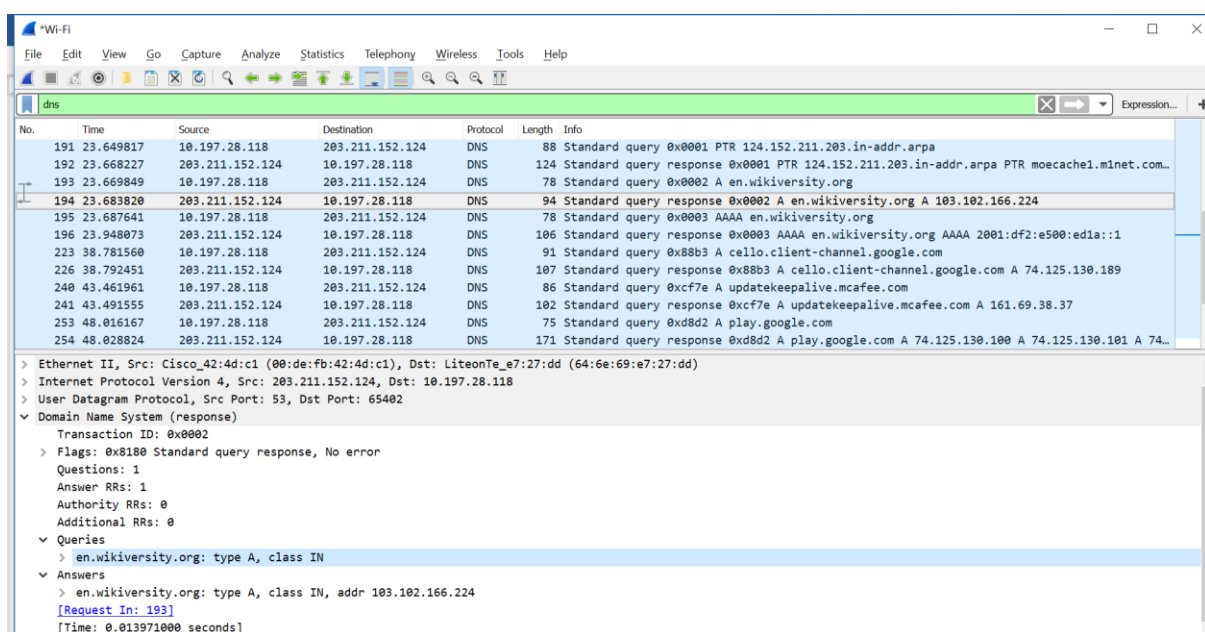 *Wi-Fi
File Edit View Go Capture Analyze Statistics Telephony Wireless Tools Help
dns Expression... +
No. Time Source Destination Protocol Length Info
191 23.649817 10.197.28.118 203.211.152.124 DNS 88 Standard query 0x0001 PTR 124.152.211.203.in-addr.arpa
192 23.668227 203.211.152.124 10.197.28.118 DNS 124 Standard query response 0x0001 PTR 124.152.211.203.in-addr.arpa PTR moecache1.m1net.com…
193 23.669849 10.197.28.118 203.211.152.124 DNS 78 Standard query 0x0002 A en.wikiversity.org
194 23.683820 203.211.152.124 10.197.28.118 DNS 94 Standard query response 0x0002 A en.wikiversity.org A 103.102.166.224
195 23.687641 10.197.28.118 203.211.152.124 DNS 78 Standard query 0x0003 AAAA en.wikiversity.org
196 23.948073 203.211.152.124 10.197.28.118 DNS 106 Standard query response 0x0003 AAAA en.wikiversity.org AAAA 2001:df2:e500:ed1a::1
223 38.781560 10.197.28.118 203.211.152.124 DNS 91 Standard query 0x88b3 A cello.client-channel.google.com
226 38.792451 203.211.152.124 10.197.28.118 DNS 107 Standard query response 0x88b3 A cello.client-channel.google.com A 74.125.130.189
240 43.461961 10.197.28.118 203.211.152.124 DNS 86 Standard query 0xcf7e A updatekeepalive.mcafee.com
241 43.491555 203.211.152.124 10.197.28.118 DNS 102 Standard query response 0xcf7e A updatekeepalive.mcafee.com A 161.69.38.37
253 48.016167 10.197.28.118 203.211.152.124 DNS 75 Standard query 0xd8d2 A play.google.com
254 48.028824 203.211.152.124 10.197.28.118 DNS 171 Standard query response 0xd8d2 A play.google.com A 74.125.130.100 A 74.125.130.101 A 74…
Ethernet II, Src: Cisco_42:4d:c1 (00:de:fb:42:4d:c1), Dst: LiteonTe_e7:27:dd (64:6e:69:e7:27:dd)
Internet Protocol Version 4, Src: 203.211.152.124, Dst: 10.197.28.118
User Datagram Protocol, Src Port: 53, Dst Port: 65402
Domain Name System (response)
Transaction ID: 0x0002
Flags: 0x8180 Standard query response, No error
Questions: 1
Answer RRs: 1
Authority RRs: 0
Additional RRs: 0
Queries
en.wikiversity.org: type A, class IN
Answers
en.wikiversity.org: type A, class IN, addr 103.102.166.224
[Request In: 193]
[Time: 0.013971000 seconds]